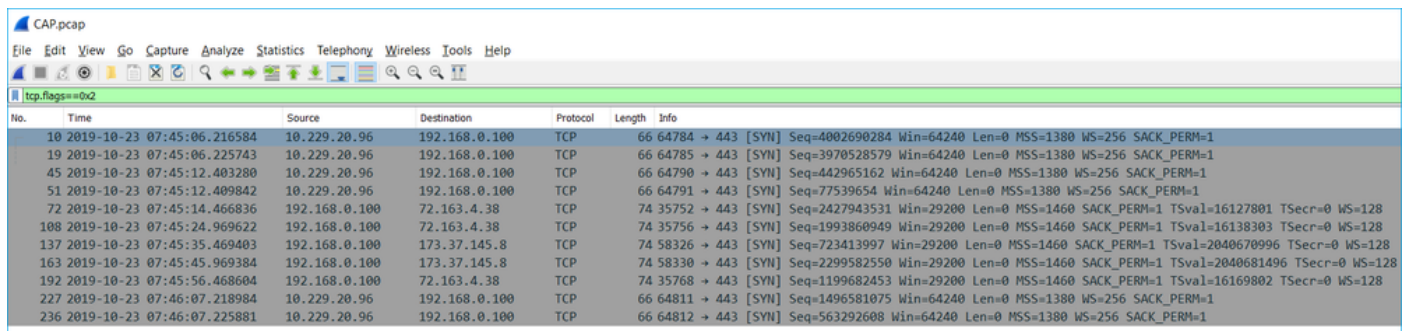 CAP.pcap
File Edit View Go Capture Analyze Statistics Telephony Wireless Tools Help
tcp.flags==0x2
No. Time Source Destination Protocol Length Info
10 2019-10-23 07:45:06.216584 10.229.20.96 192.168.0.100 TCP 66 64784 → 443 [SYN] Seq=4002690284 Win=64240 Len=0 MSS=1380 WS=256 SACK_PERM=1
19 2019-10-23 07:45:06.225743 10.229.20.96 192.168.0.100 TCP 66 64785 → 443 [SYN] Seq=3970528579 Win=64240 Len=0 MSS=1380 WS=256 SACK_PERM=1
45 2019-10-23 07:45:12.403280 10.229.20.96 192.168.0.100 TCP 66 64790 → 443 [SYN] Seq=442965162 Win=64240 Len=0 MSS=1380 WS=256 SACK_PERM=1
51 2019-10-23 07:45:12.409842 10.229.20.96 192.168.0.100 TCP 66 64791 → 443 [SYN] Seq=77539654 Win=64240 Len=0 MSS=1380 WS=256 SACK_PERM=1
72 2019-10-23 07:45:14.466836 192.168.0.100 72.163.4.38 TCP 74 35752 → 443 [SYN] Seq=2427943531 Win=29200 Len=0 MSS=1460 SACK_PERM=1 TSval=16127801 TSecr=0 WS=128
108 2019-10-23 07:45:24.969622 192.168.0.100 72.163.4.38 TCP 74 35756 → 443 [SYN] Seq=1993860949 Win=29200 Len=0 MSS=1460 SACK_PERM=1 TSval=16138303 TSecr=0 WS=128
137 2019-10-23 07:45:35.469403 192.168.0.100 173.37.145.8 TCP 74 58326 → 443 [SYN] Seq=723413997 Win=29200 Len=0 MSS=1460 SACK_PERM=1 TSval=2040670996 TSecr=0 WS=128
163 2019-10-23 07:45:45.969384 192.168.0.100 173.37.145.8 TCP 74 58330 → 443 [SYN] Seq=2299582550 Win=29200 Len=0 MSS=1460 SACK_PERM=1 TSval=2040681496 TSecr=0 WS=128
192 2019-10-23 07:45:56.468604 192.168.0.100 72.163.4.38 TCP 74 35768 → 443 [SYN] Seq=1199682453 Win=29200 Len=0 MSS=1460 SACK_PERM=1 TSval=16169802 TSecr=0 WS=128
227 2019-10-23 07:46:07.218984 10.229.20.96 192.168.0.100 TCP 66 64811 → 443 [SYN] Seq=1496581075 Win=64240 Len=0 MSS=1380 WS=256 SACK_PERM=1
236 2019-10-23 07:46:07.225881 10.229.20.96 192.168.0.100 TCP 66 64812 → 443 [SYN] Seq=563292608 Win=64240 Len=0 MSS=1380 WS=256 SACK_PERM=1